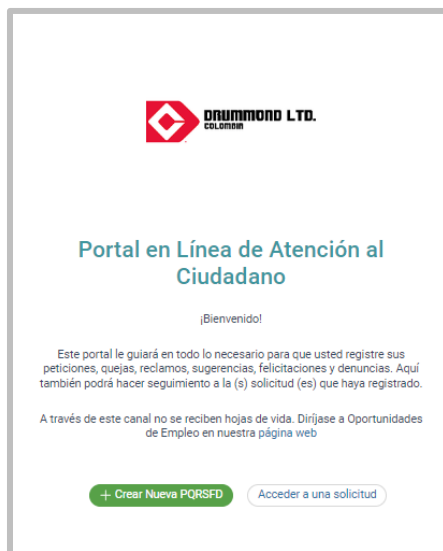 DRUMMOND LTD.
COLOMBIA
Portal en Línea de Atención al
Ciudadano
¡Bienvenido!
Este portal le guiará en todo lo necesario para que usted registre sus
peticiones, quejas, reclamos, sugerencias, felicitaciones y denuncias. Aquí
también podrá hacer seguimiento a la (s) solicitud (es) que haya registrado.
A través de este canal no se reciben hojas de vida. Diríjase a Oportunidades
de Empleo en nuestra página web
+ Crear Nueva PQRSFD
Acceder a una solicitud